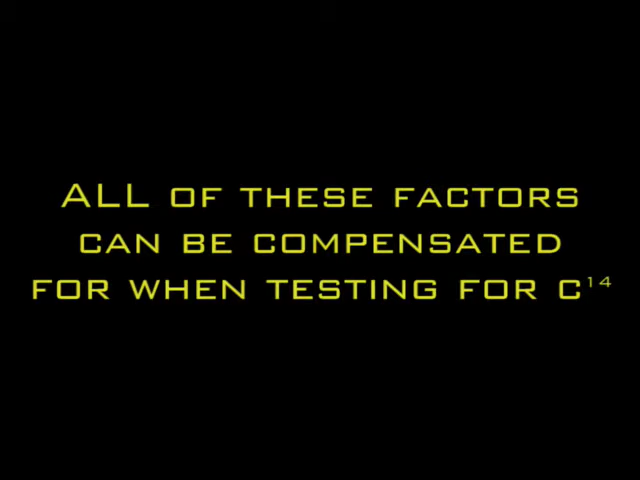 ALL OF THESE FACTORS
CAN BE COMPENSATED
FOR WHEN TESTING FOR C¹⁴